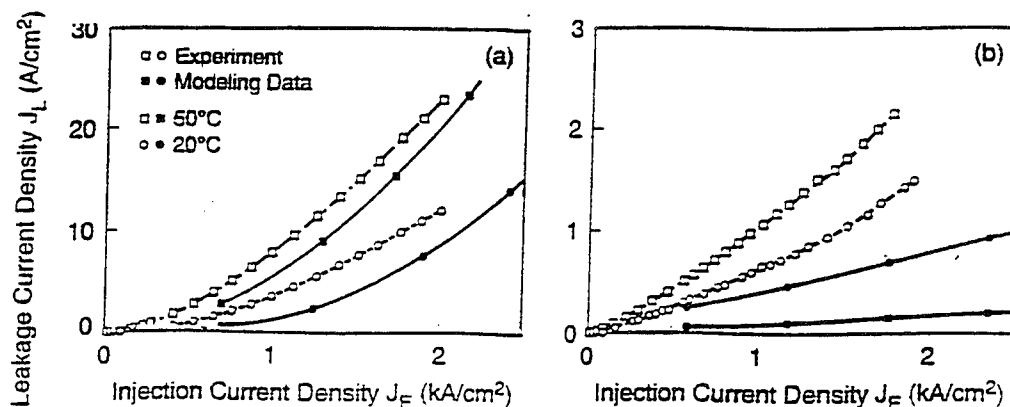 Leakage Current Density J_L (A/cm²)
30
20
10
0
(a)
Experiment
Modeling Data
50°C
20°C
0
1
2
Injection Current Density J_F (kA/cm²)
3
2
1
0
(b)
0
1
2
Injection Current Density J_F (kA/cm²)